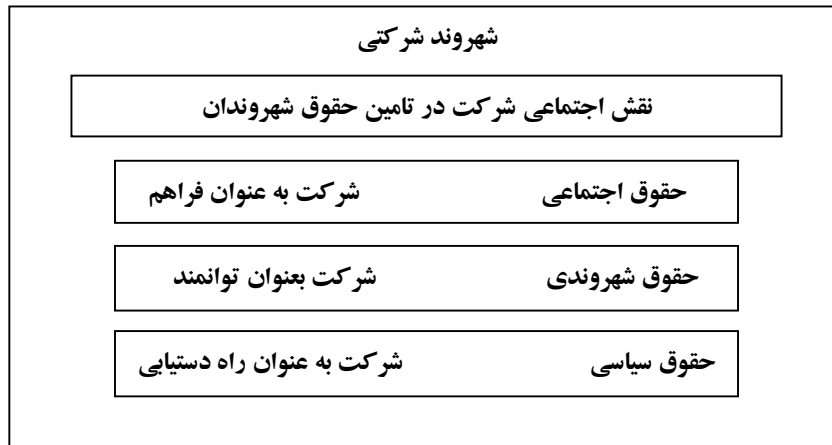 شهروند شرکتی
نقش اجتماعی شرکت در تامین حقوق شهروندان
حقوق اجتماعی شرکت به عنوان فراهم
حقوق شهروندی شرکت بعنوان توانمند
حقوق سیاسی شرکت به عنوان راه دستیابی